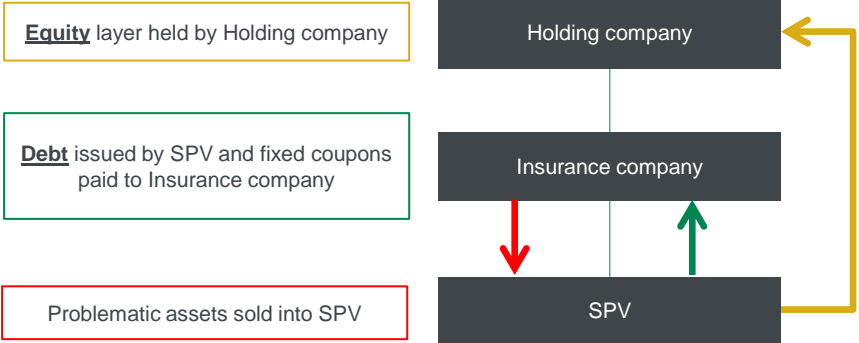 Equity layer held by Holding company
Holding company
Debt issued by SPV and fixed coupons
paid to Insurance company
Insurance company
Problematic assets sold into SPV
SPV